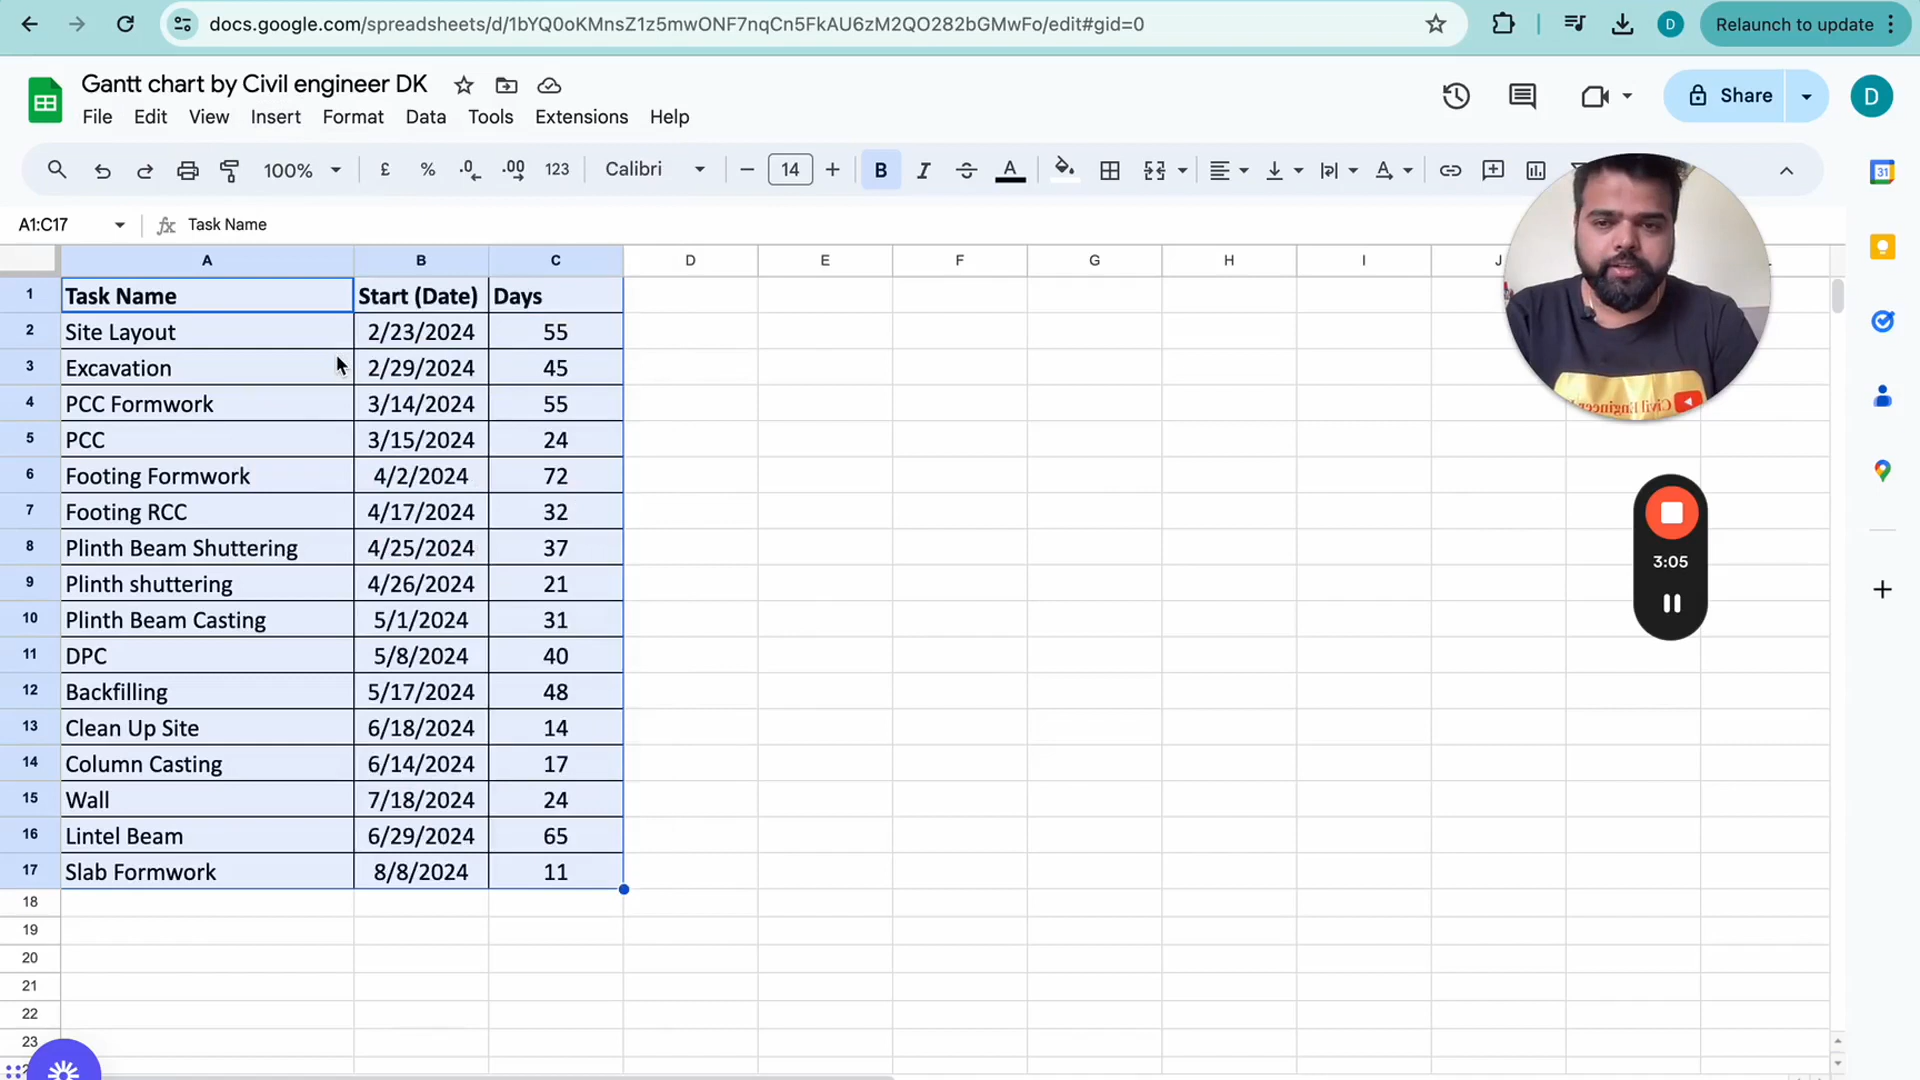 docs.google.com/spreadsheets/d/1bYQ0oKMnsZ1z5mwONF7nqCn5FkAU6zM2QO282bGMwFo/edit#gid=0
D
Relaunch to update
Gantt chart by Civil engineer DK
File Edit View Insert Format Data Tools Extensions Help
Share
D
100% £ % .0 .00 123 Calibri 14 B I A
31
A1:C17 fx Task Name
A B C D E F G H I J
1 Task Name Start (Date) Days
2 Site Layout 2/23/2024 55
3 Excavation 2/29/2024 45
4 PCC Formwork 3/14/2024 55
5 PCC 3/15/2024 24
6 Footing Formwork 4/2/2024 72
7 Footing RCC 4/17/2024 32
8 Plinth Beam Shuttering 4/25/2024 37
9 Plinth shuttering 4/26/2024 21
10 Plinth Beam Casting 5/1/2024 31
11 DPC 5/8/2024 40
12 Backfilling 5/17/2024 48
13 Clean Up Site 6/18/2024 14
14 Column Casting 6/14/2024 17
15 Wall 7/18/2024 24
16 Lintel Beam 6/29/2024 65
17 Slab Formwork 8/8/2024 11
18
19
20
21
22
23
Civil Engineer
3:05